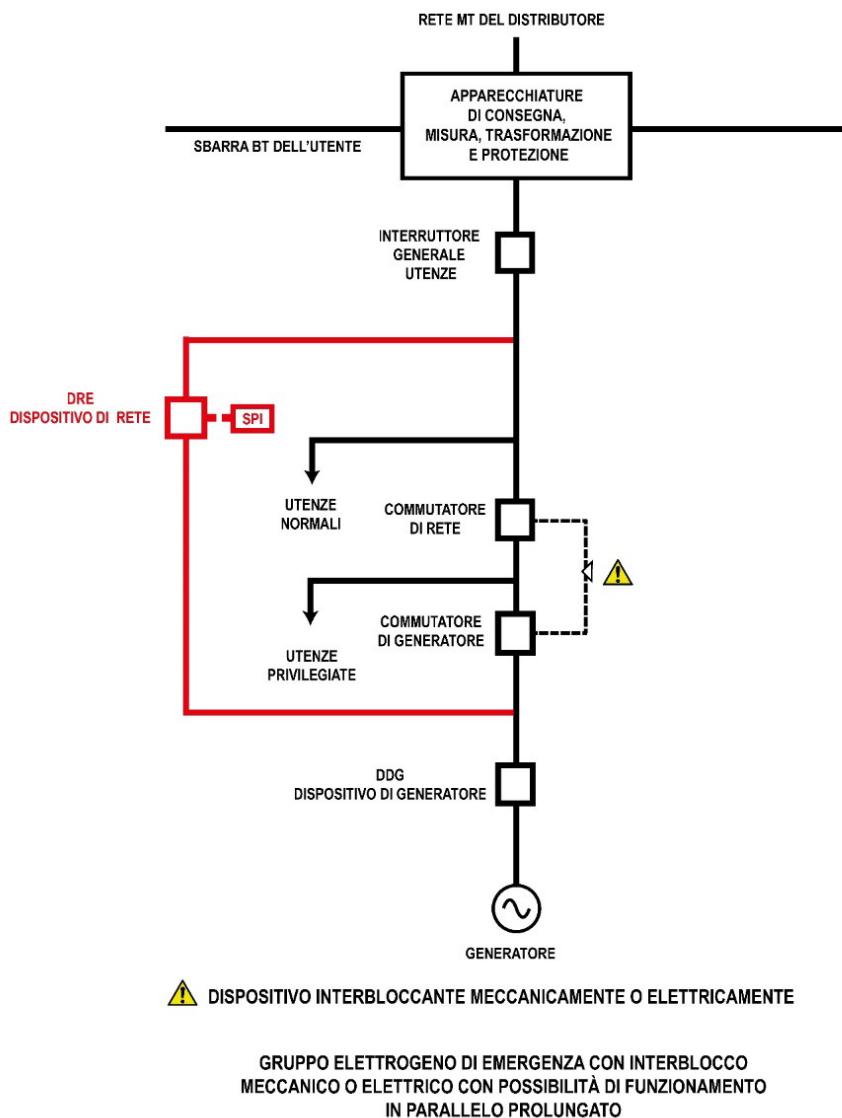 RETE MT DEL DISTRIBUTORE
APPARECCHIATURE
DI CONSEGNA,
MISURA, TRASFORMAZIONE
E PROTEZIONE
SBARRA BT DELL'UTENTE
INTERRUTTORE
GENERALE
UTENZE
DRE
DISPOSITIVO DI RETE
SPI
UTENZE
NORMALI
COMMUTATORE
DI RETE
COMMUTATORE
DI GENERATORE
UTENZE
PRIVILEGIATE
DDG
DISPOSITIVO DI GENERATORE
GENERATORE
DISPOSITIVO INTERBLOCCANTE MECCANICAMENTE O ELETTRICAMENTE
GRUPPO ELETTROGENO DI EMERGENZA CON INTERBLOCCO
MECCANICO O ELETTRICO CON POSSIBILITÀ DI FUNZIONAMENTO
IN PARALLELO PROLUNGATO